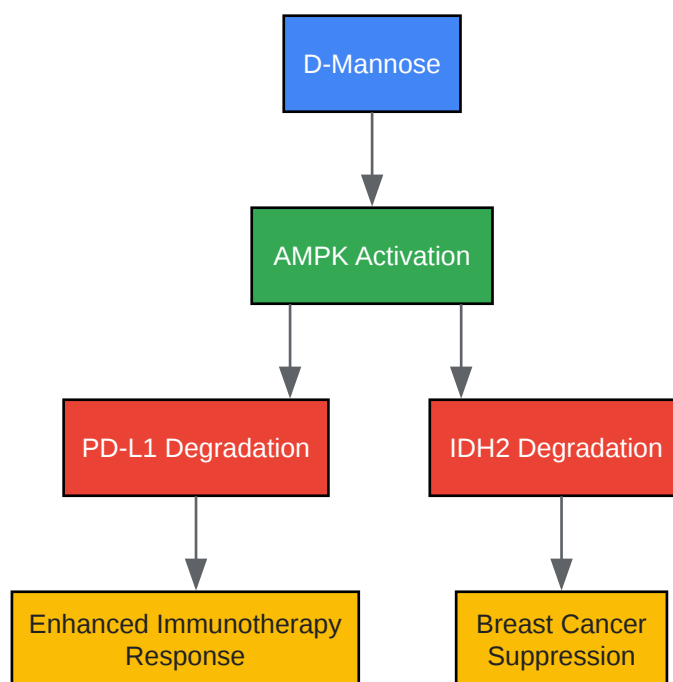 D-Mannose
AMPK Activation
PD-L1 Degradation
IDH2 Degradation
Enhanced Immunotherapy
Response
Breast Cancer
Suppression